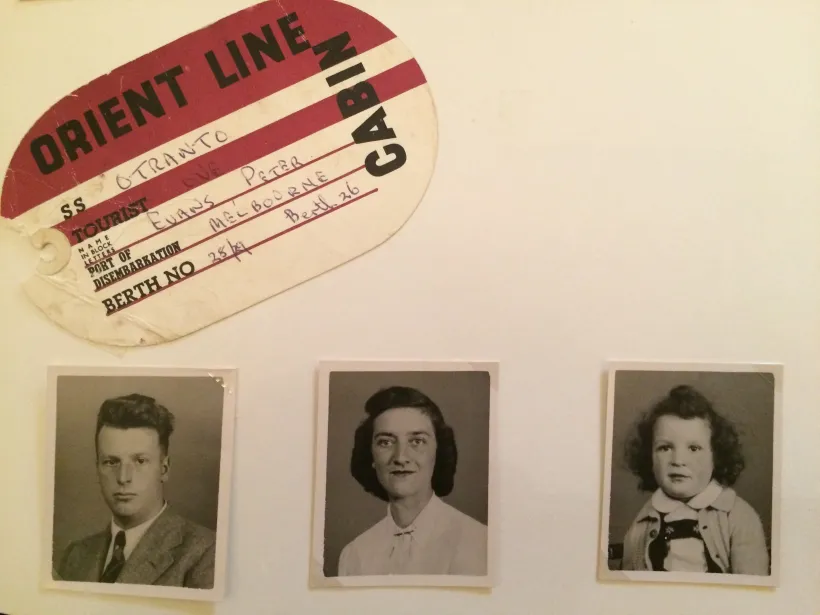 ORIENT LINE
CABIN
SS OTRANTO
TOURIST
NAME IN BLOCK LETTERS EVANS PETER
PORT OF DISEMBARKATION MELBOURNE
BERTH NO Berth 26